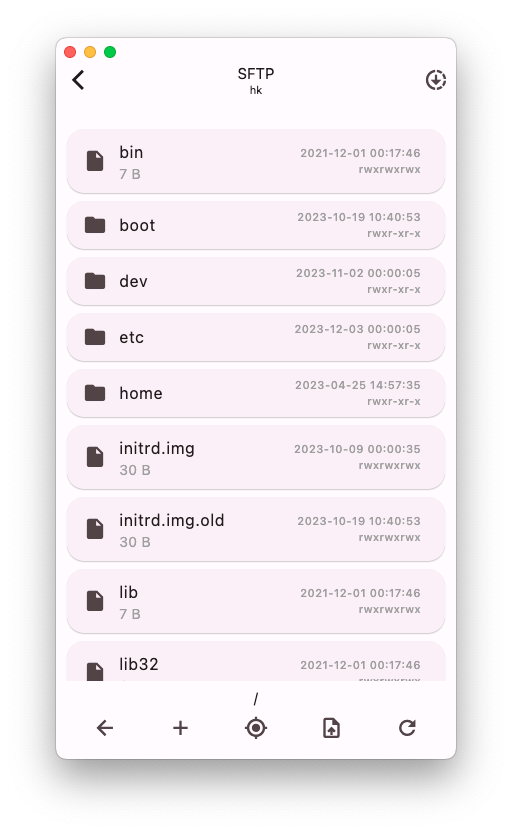 SFTP
hk
bin
2021-12-01 00:17:46
7 B
rwxrwxrwx
boot
2023-10-19 10:40:53
rwxr-xr-x
dev
2023-11-02 00:00:05
rwxr-xr-x
etc
2023-12-03 00:00:05
rwxr-xr-x
home
2023-04-25 14:57:35
rwxr-xr-x
initrd.img
2023-10-09 00:00:35
30 B
rwxrwxrwx
initrd.img.old
2023-10-19 10:40:53
30 B
rwxrwxrwx
lib
2021-12-01 00:17:46
7 B
rwxrwxrwx
lib32
2021-12-01 00:17:46
/